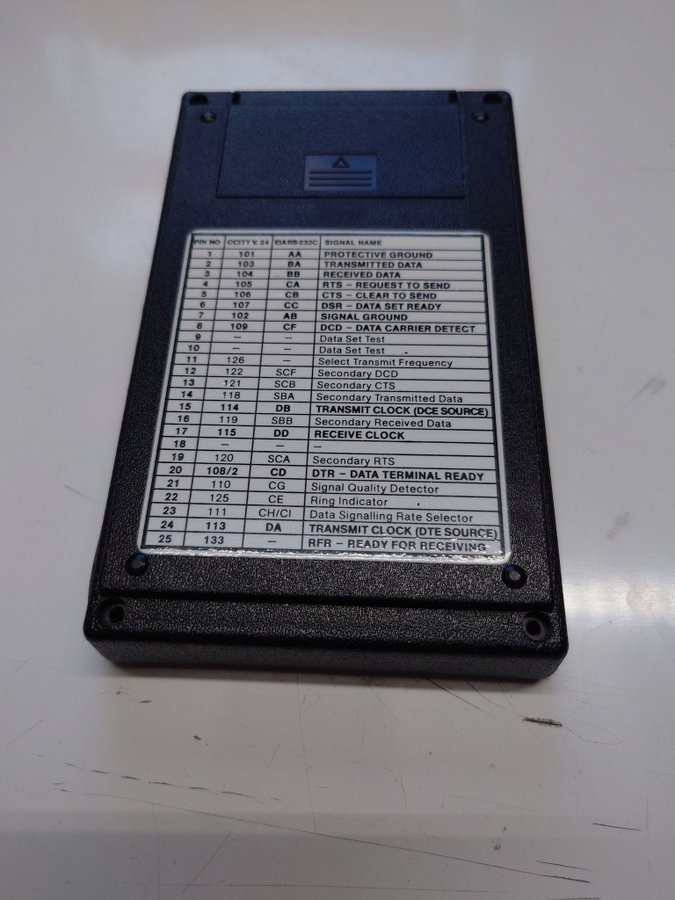 PIN NO CCITT V. 24 EIA RS-232C SIGNAL NAME
1 101 AA PROTECTIVE GROUND
2 103 BA TRANSMITTED DATA
3 104 BB RECEIVED DATA
4 105 CA RTS – REQUEST TO SEND
5 106 CB CTS – CLEAR TO SEND
6 107 CC DSR – DATA SET READY
7 102 AB SIGNAL GROUND
8 109 CF DCD – DATA CARRIER DETECT
9 – – Data Set Test
10 – – Data Set Test
11 126 – Select Transmit Frequency
12 122 SCF Secondary DCD
13 121 SCB Secondary CTS
14 118 SBA Secondary Transmitted Data
15 114 DB TRANSMIT CLOCK (DCE SOURCE)
16 119 SBB Secondary Received Data
17 115 DD RECEIVE CLOCK
18 – – –
19 120 SCA Secondary RTS
20 108/2 CD DTR – DATA TERMINAL READY
21 110 CG Signal Quality Detector
22 125 CE Ring Indicator
23 111 CH/CI Data Signalling Rate Selector
24 113 DA TRANSMIT CLOCK (DTE SOURCE)
25 133 – RFR – READY FOR RECEIVING